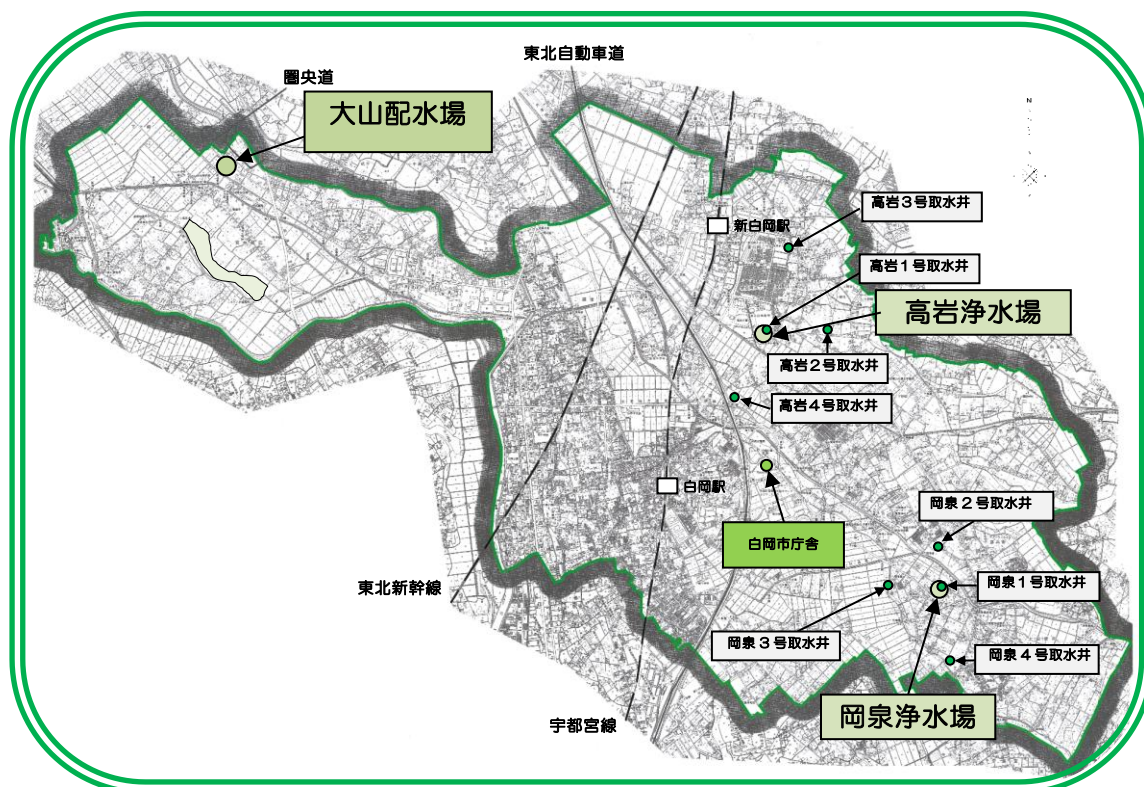 東北自動車道
圏央道
大山配水場
N
高岩3号取水井
新白岡駅
高岩1号取水井
高岩浄水場
高岩2号取水井
高岩4号取水井
白岡駅
岡泉2号取水井
白岡市庁舎
岡泉1号取水井
東北新幹線
岡泉3号取水井
岡泉4号取水井
岡泉浄水場
宇都宮線